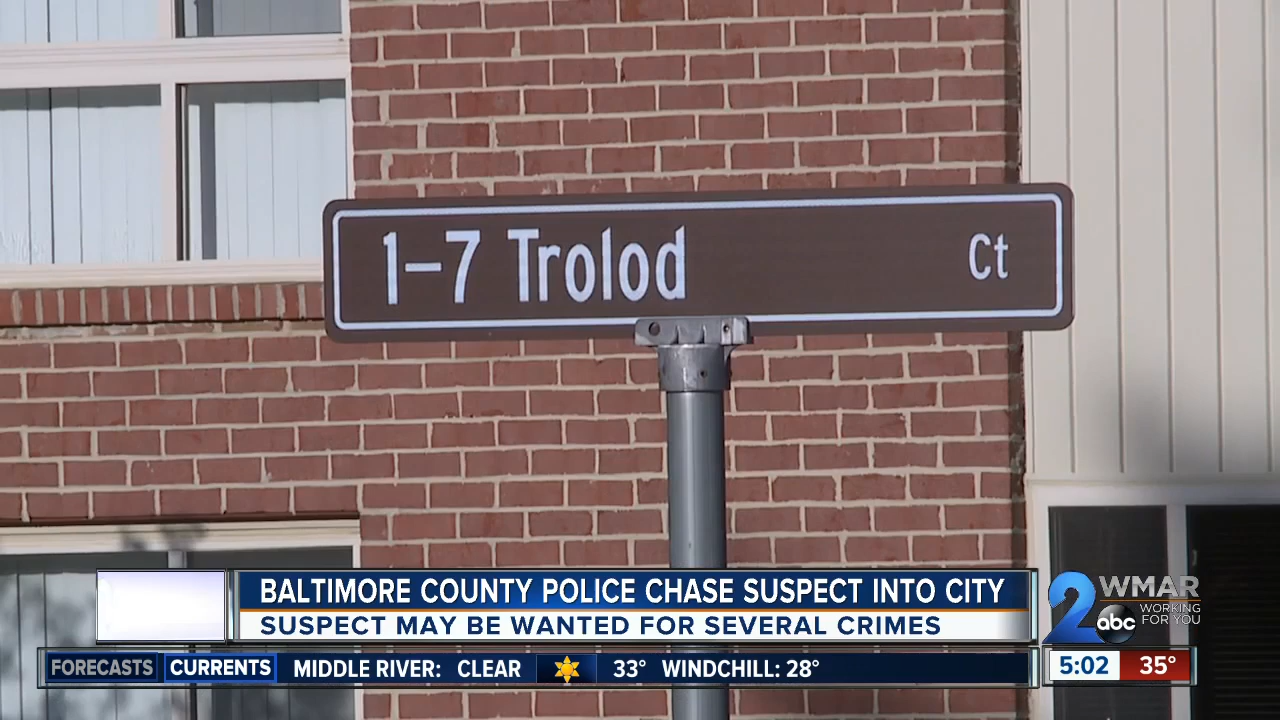 1-7 Trolod Ct
BALTIMORE COUNTY POLICE CHASE SUSPECT INTO CITY
SUSPECT MAY BE WANTED FOR SEVERAL CRIMES
2 WMAR
abc WORKING FOR YOU
FORECASTS CURRENTS MIDDLE RIVER: CLEAR 33° WINDCHILL: 28°
5:02 35°